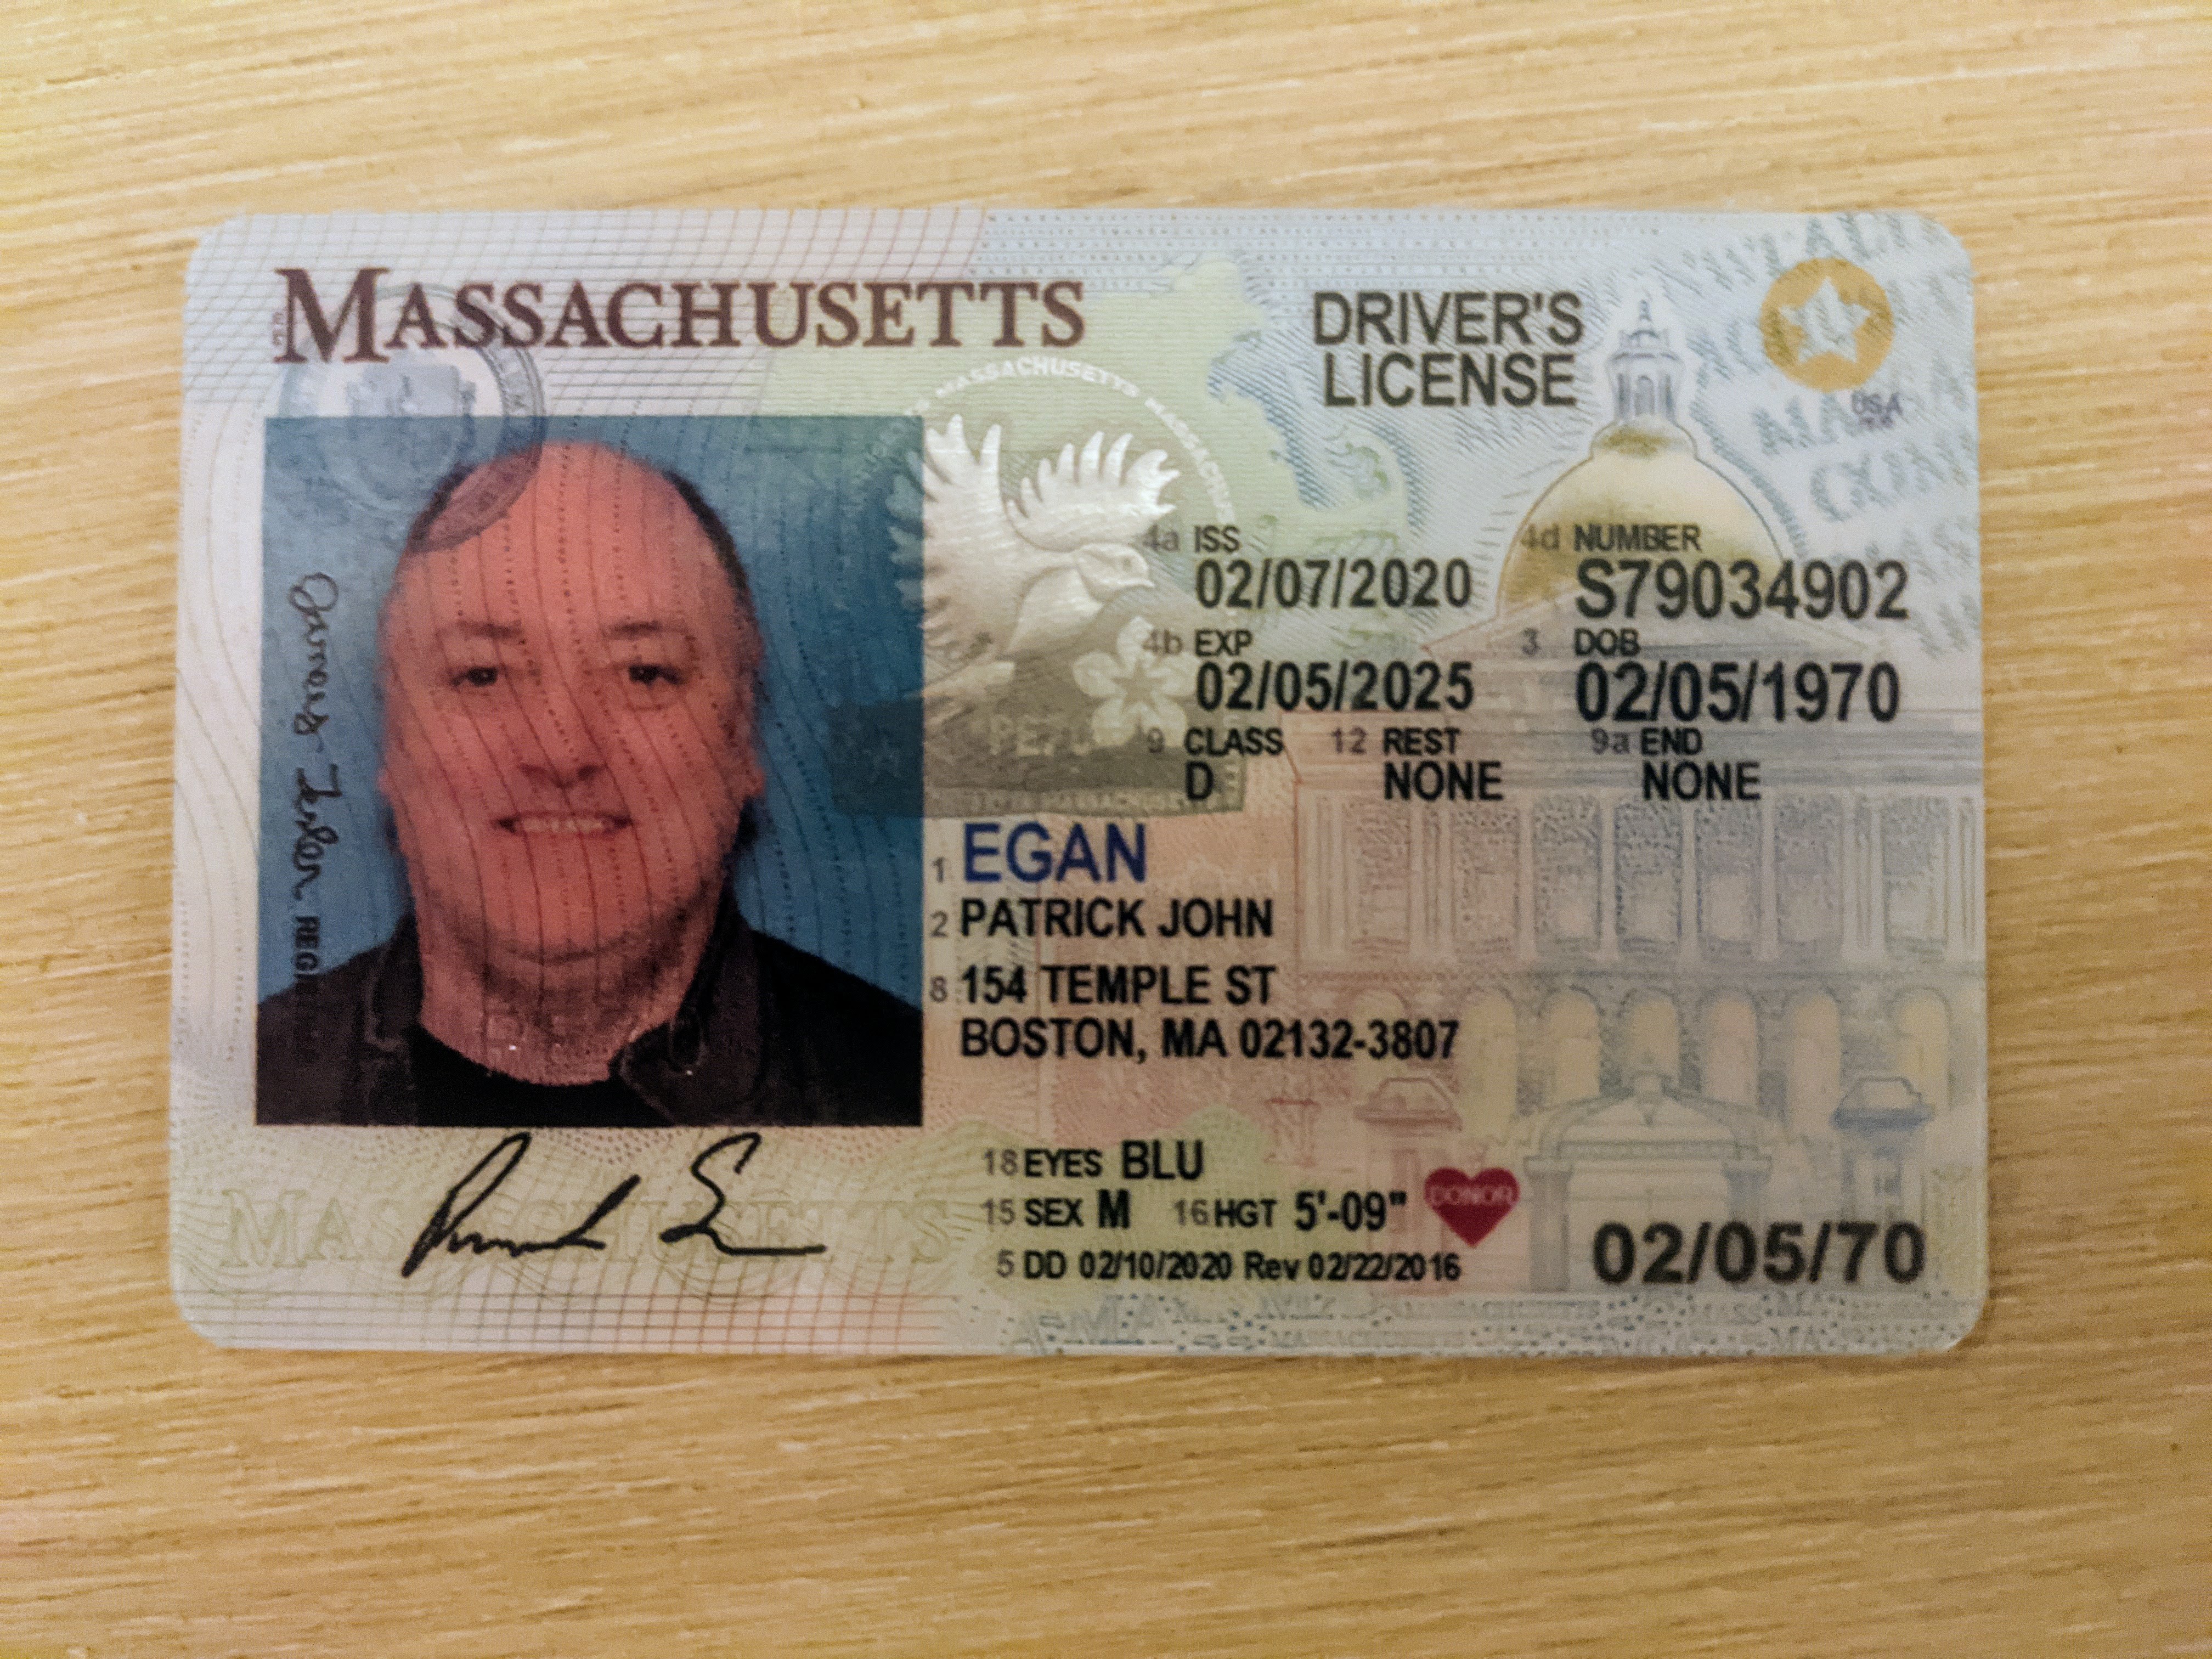 MASSACHUSETTS
DRIVER'S
LICENSE
USA
MASSACHUSETTS MASSACHUSETTS
4a ISS
02/07/2020
4d NUMBER
S79034902
4b EXP
02/05/2025
3 DOB
02/05/1970
9 CLASS
D
12 REST
NONE
9a END
NONE
1 EGAN
2 PATRICK JOHN
8 154 TEMPLE ST
BOSTON, MA 02132-3807
18 EYES BLU
15 SEX M 16 HGT 5'-09"
DONOR
5 DD 02/10/2020 Rev 02/22/2016
02/05/70
MASSACHUSETTS